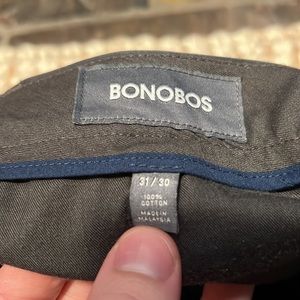 BONOBOS
31/30
100%
COTTON
MADE IN
MALAYSIA